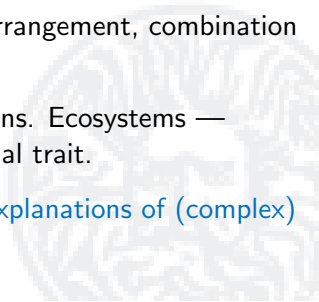 rrangement, combination
ns. Ecosystems —
al trait.
xplanations of (complex)